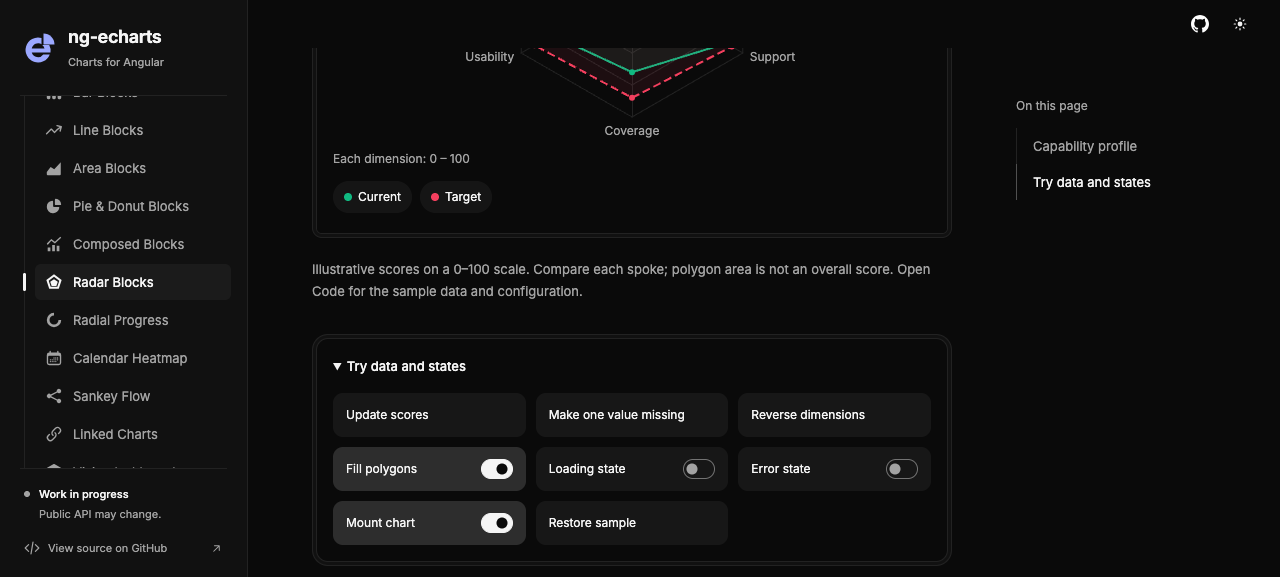 ng-echarts
Charts for Angular
Line Blocks
Area Blocks
Pie & Donut Blocks
Composed Blocks
Radar Blocks
Radial Progress
Calendar Heatmap
Sankey Flow
Linked Charts
Work in progress
Public API may change.
View source on GitHub
Usability
Support
Coverage
Each dimension: 0 – 100
Current
Target
Illustrative scores on a 0–100 scale. Compare each spoke; polygon area is not an overall score. Open
Code for the sample data and configuration.
Try data and states
Update scores
Make one value missing
Reverse dimensions
Fill polygons
Loading state
Error state
Mount chart
Restore sample
On this page
Capability profile
Try data and states